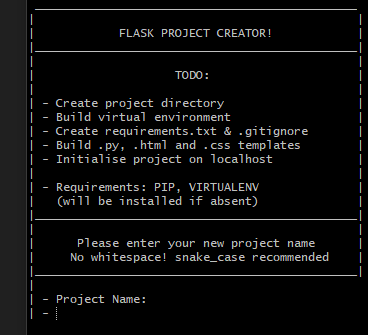 FLASK PROJECT CREATOR!
TODO:
- Create project directory
- Build virtual environment
- Create requirements.txt & .gitignore
- Build .py, .html and .css templates
- Initialise project on localhost
- Requirements: PIP, VIRTUALENV
(will be installed if absent)
Please enter your new project name
No whitespace! snake_case recommended
- Project Name:
-